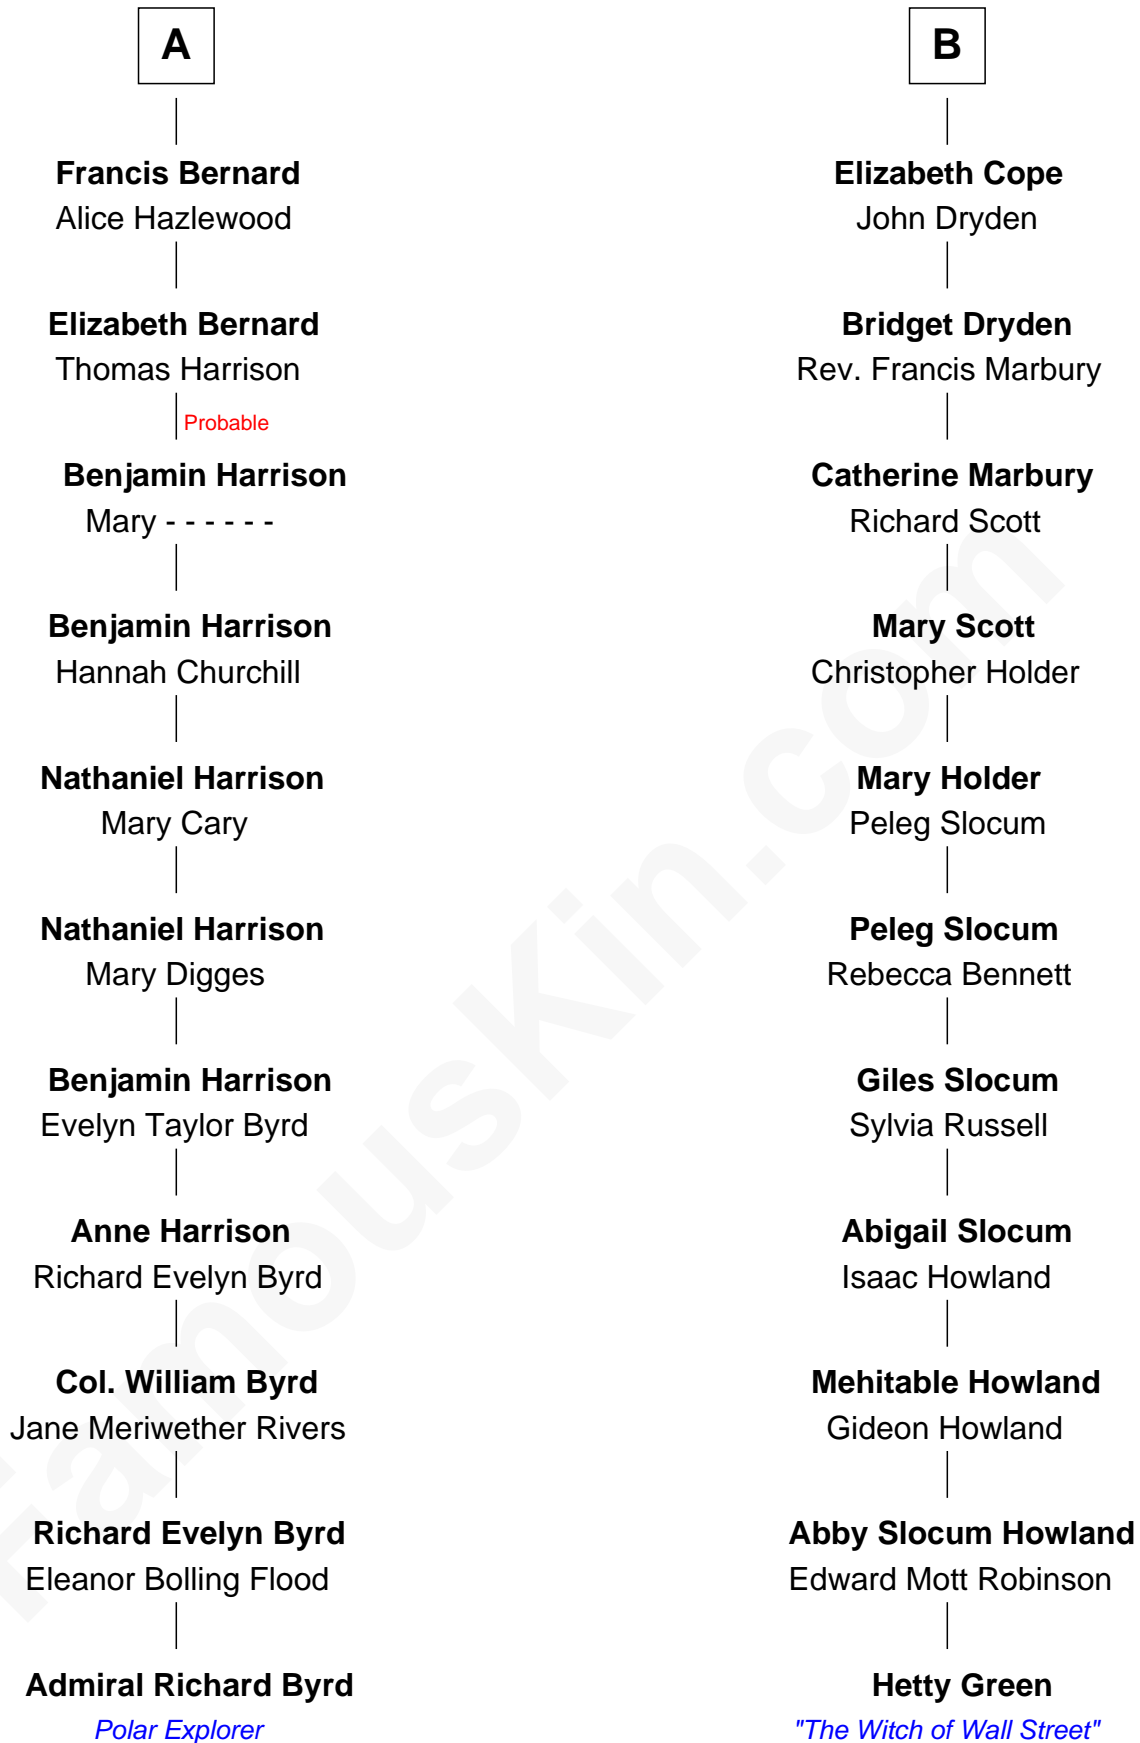 A
B
Francis Bernard
Alice Hazlewood
Elizabeth Cope
John Dryden
Elizabeth Bernard
Thomas Harrison
Bridget Dryden
Rev. Francis Marbury
Probable
Benjamin Harrison
Mary - - - - - -
Catherine Marbury
Richard Scott
Benjamin Harrison
Hannah Churchill
Mary Scott
Christopher Holder
Nathaniel Harrison
Mary Cary
Mary Holder
Peleg Slocum
Nathaniel Harrison
Mary Digges
Peleg Slocum
Rebecca Bennett
Benjamin Harrison
Evelyn Taylor Byrd
Giles Slocum
Sylvia Russell
Anne Harrison
Richard Evelyn Byrd
Abigail Slocum
Isaac Howland
Col. William Byrd
Jane Meriwether Rivers
Mehitable Howland
Gideon Howland
Richard Evelyn Byrd
Eleanor Bolling Flood
Abby Slocum Howland
Edward Mott Robinson
Admiral Richard Byrd
Polar Explorer
Hetty Green
"The Witch of Wall Street"
FamousKin.com